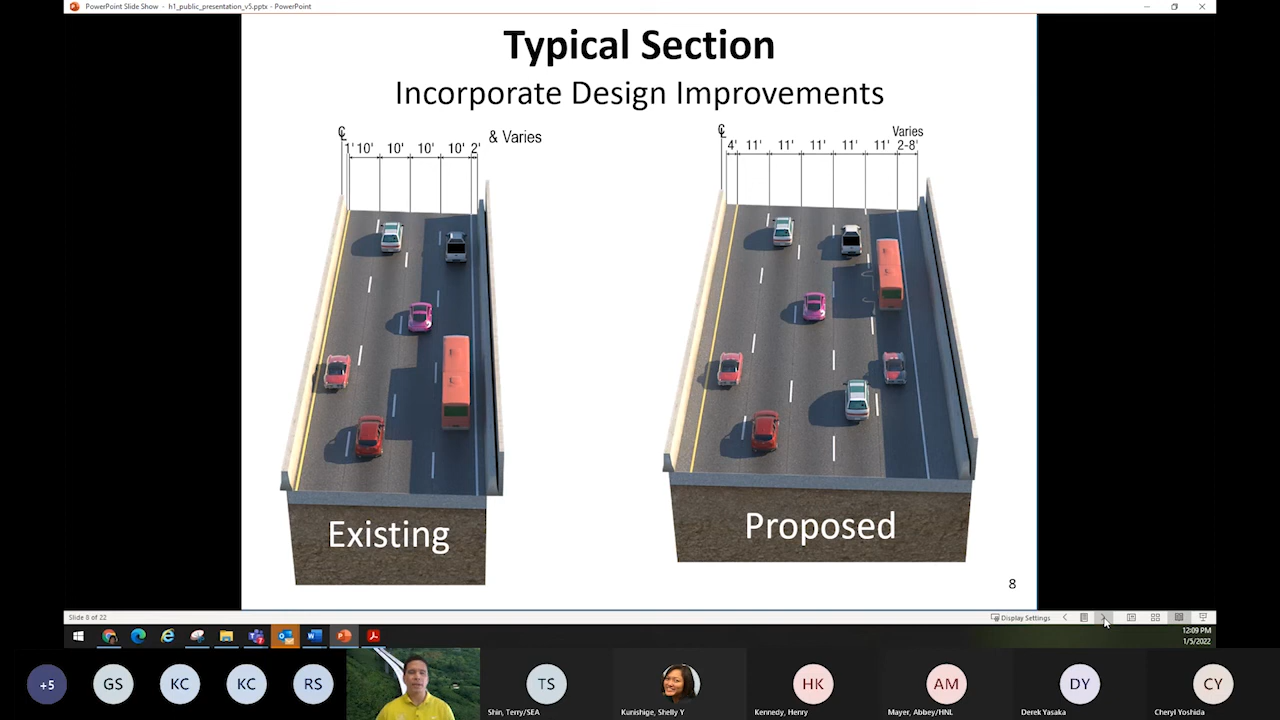 PowerPoint Slide Show - h1_public_presentation_v5.pptx - PowerPoint
Typical Section
Incorporate Design Improvements
℄
1' 10' 10' 10' 10' 2'
& Varies
℄
Varies
4' 11' 11' 11' 11' 11' 2-8'
Existing
Proposed
8
Slide 8 of 22
Display Settings
12:09 PM
1/5/2022
+5
GS
KC
KC
RS
TS
HK
AM
DY
CY
Shin, Terry/SEA
Kunishige, Shelly Y
Kennedy, Henry
Mayer, Abbey/HNL
Derek Yasaka
Cheryl Yoshida